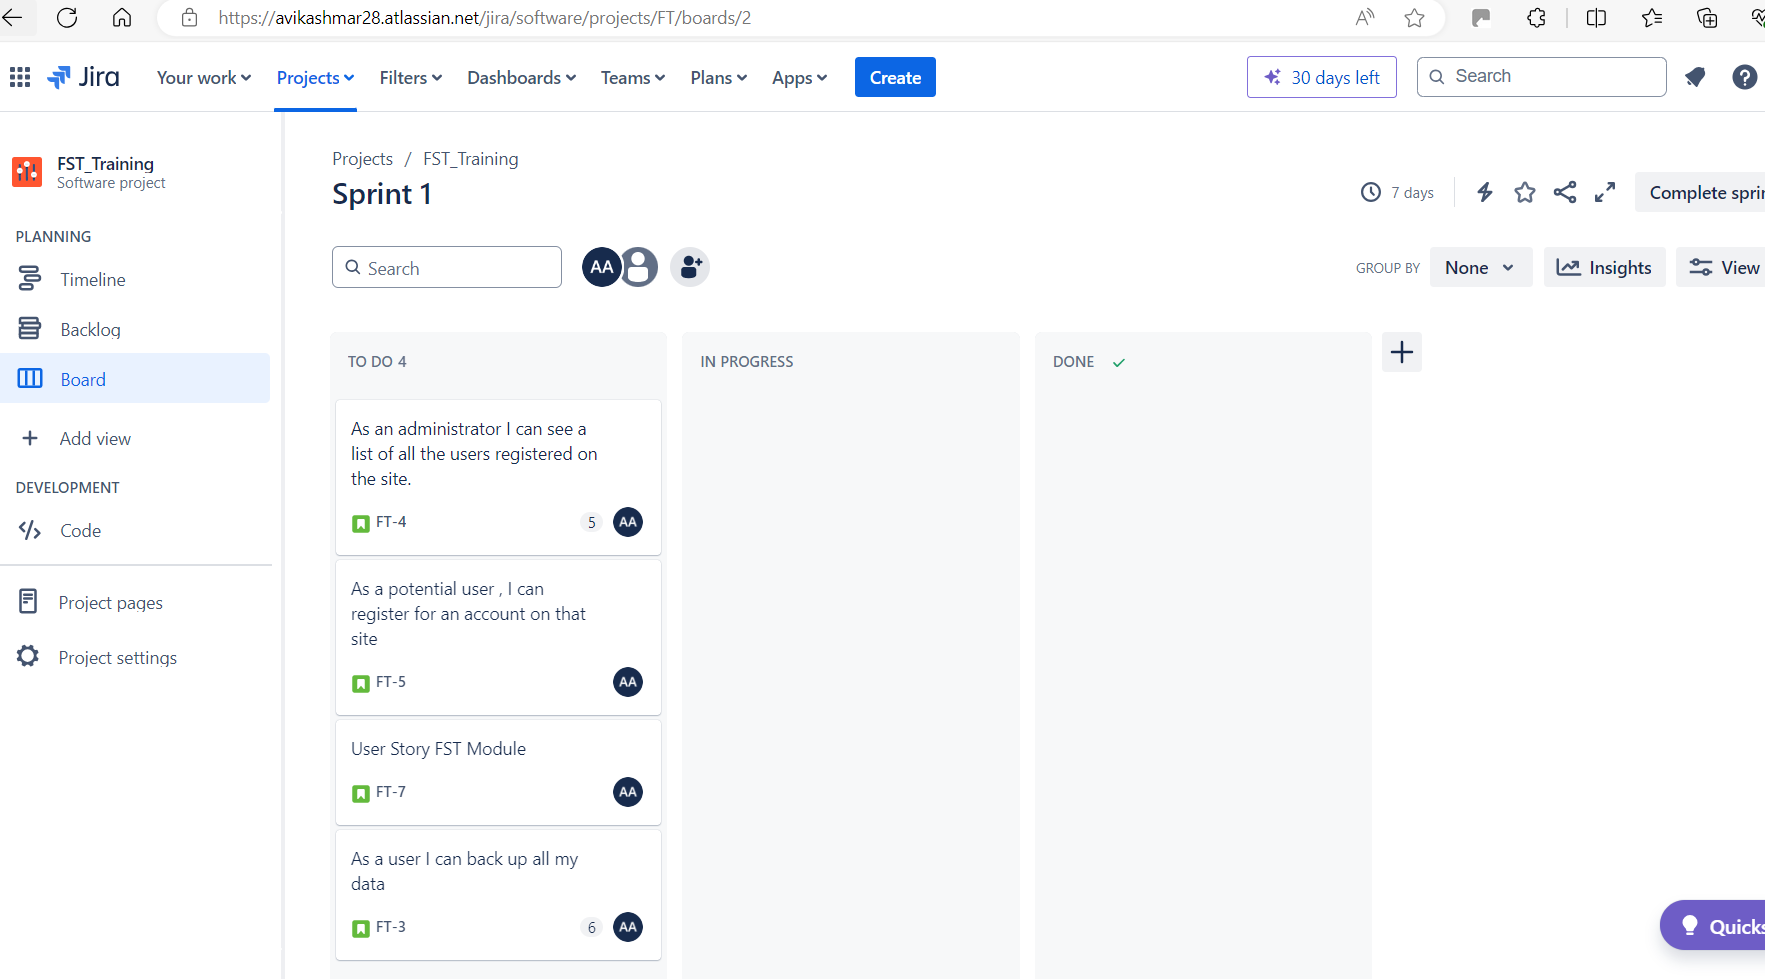 https://avikashmar28.atlassian.net/jira/software/projects/FT/boards/2
Jira
Your work
Projects
Filters
Dashboards
Teams
Plans
Apps
Create
30 days left
Search
FST_Training
Software project
PLANNING
Timeline
Backlog
Board
Add view
DEVELOPMENT
Code
Project pages
Project settings
Projects / FST_Training
Sprint 1
7 days
Complete sprin
Search
AA
GROUP BY
None
Insights
View
TO DO 4
As an administrator I can see a
list of all the users registered on
the site.
FT-4
5
AA
As a potential user , I can
register for an account on that
site
FT-5
AA
User Story FST Module
FT-7
AA
As a user I can back up all my
data
FT-3
6
AA
IN PROGRESS
DONE
Quicks